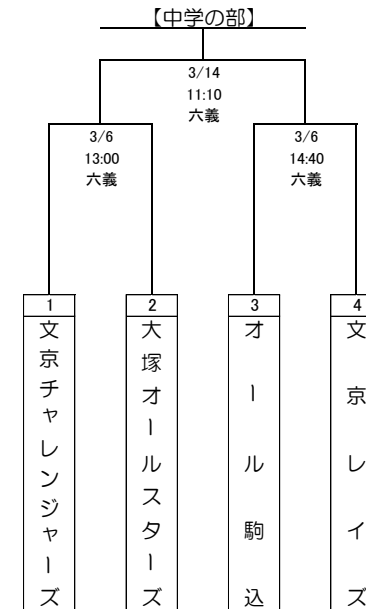 【中学の部】
3/14
11:10
六義
3/6
13:00
六義
3/6
14:40
六義
1
文京チャレンジャーズ
2
大塚オールスターズ
3
オール駒込
4
文京レイズ